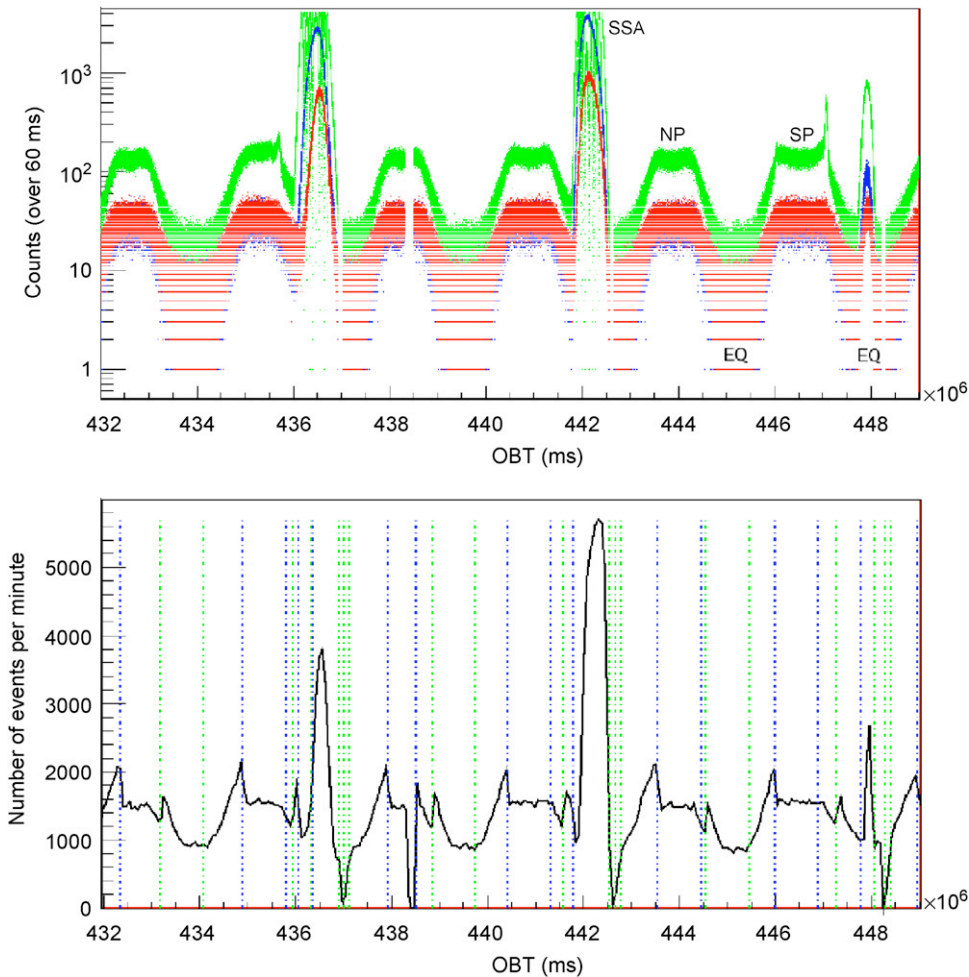 SSA
10³
NP
SP
10²
Counts (over 60 ms)
10
EQ
EQ
1
432 434 436 438 440 442 444 446 448 ×10⁶
OBT (ms)
5000
4000
Number of events per minute
3000
2000
1000
0
432 434 436 438 440 442 444 446 448 ×10⁶
OBT (ms)